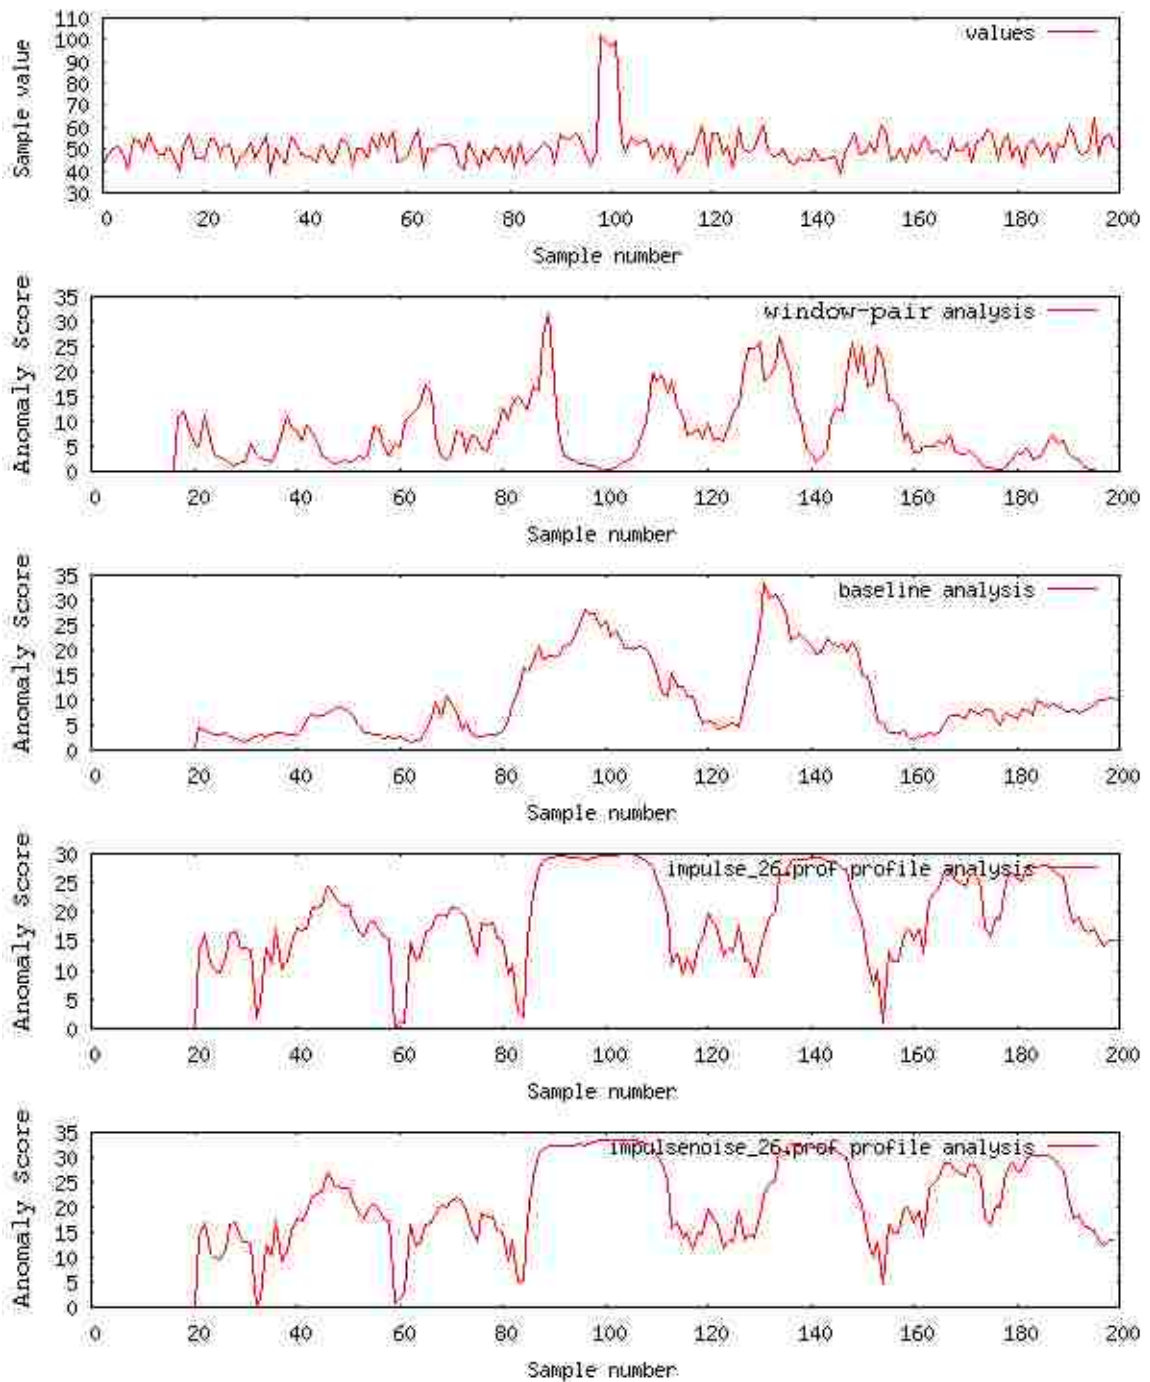 values
Sample value
110
100
90
80
70
60
50
40
30
0 20 40 60 80 100 120 140 160 180 200
Sample number
window-pair analysis
Anomaly Score
35
30
25
20
15
10
5
0
0 20 40 60 80 100 120 140 160 180 200
Sample number
baseline analysis
Anomaly Score
35
30
25
20
15
10
5
0
0 20 40 60 80 100 120 140 160 180 200
Sample number
impulse_26.prof profile analysis
Anomaly Score
30
25
20
15
10
5
0
0 20 40 60 80 100 120 140 160 180 200
Sample number
impulsenoise_26.prof profile analysis
Anomaly Score
35
30
25
20
15
10
5
0
0 20 40 60 80 100 120 140 160 180 200
Sample number